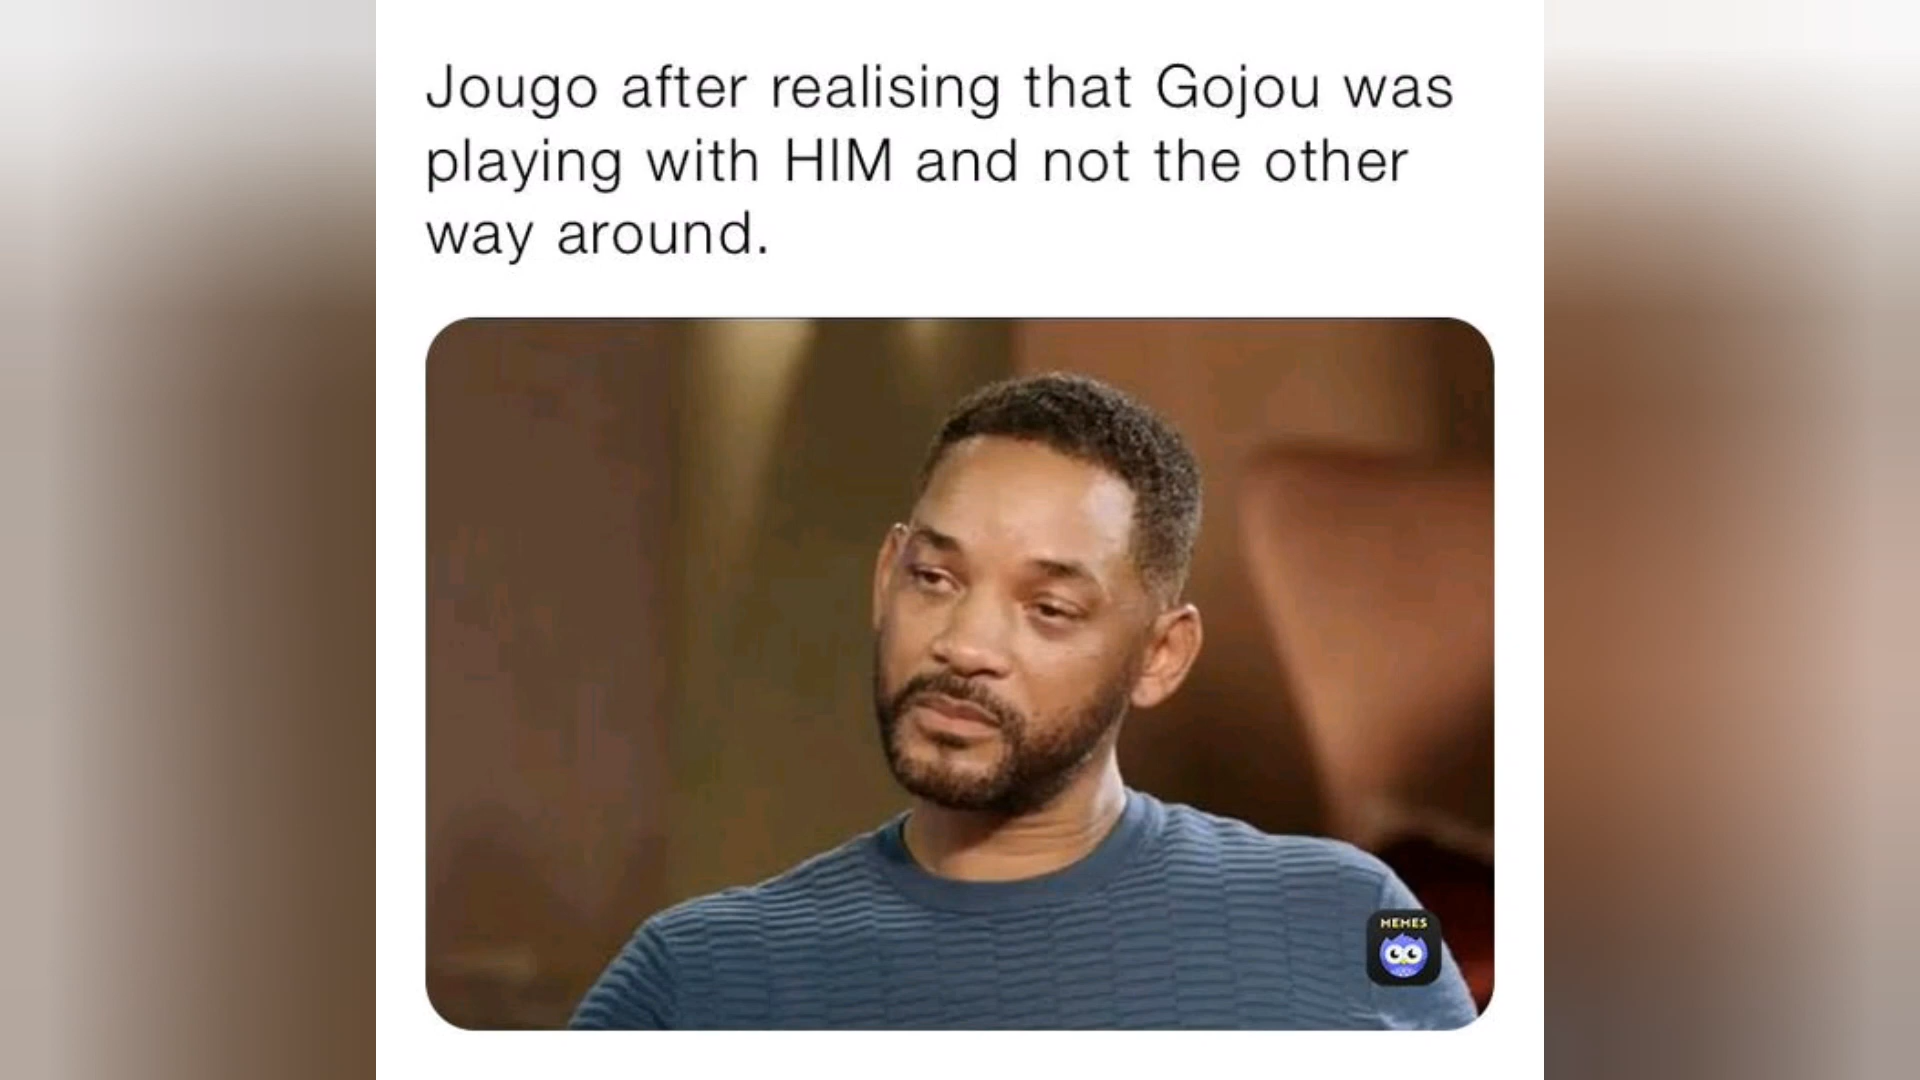 Jougo after realising that Gojou was
playing with HIM and not the other
way around.
MEMES